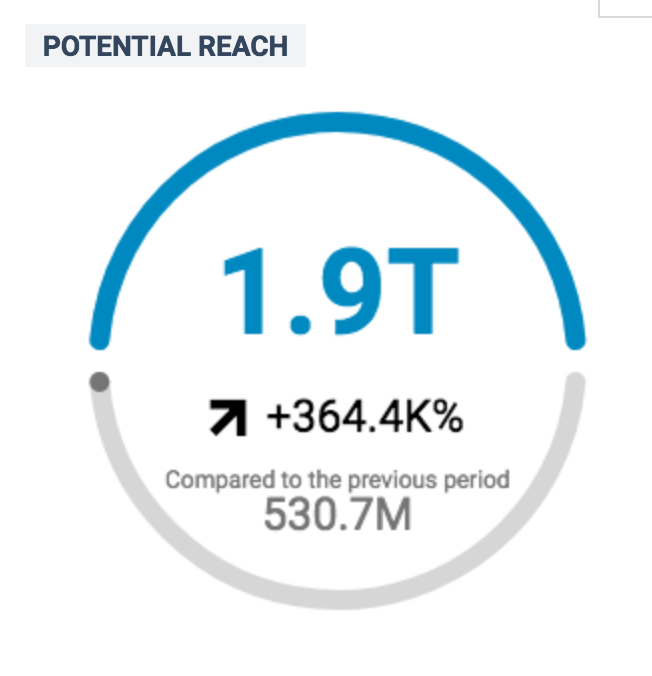 POTENTIAL REACH
1.9T
+364.4K%
Compared to the previous period
530.7M